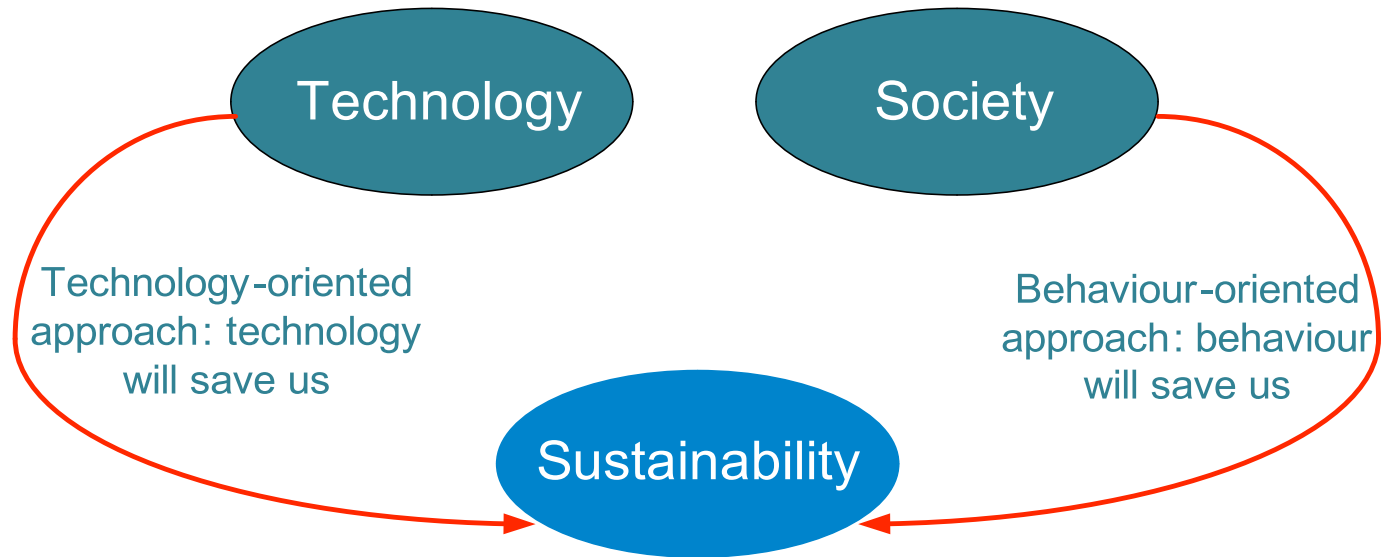 Technology
Society
Technology-oriented
approach: technology
will save us
Behaviour-oriented
approach: behaviour
will save us
Sustainability